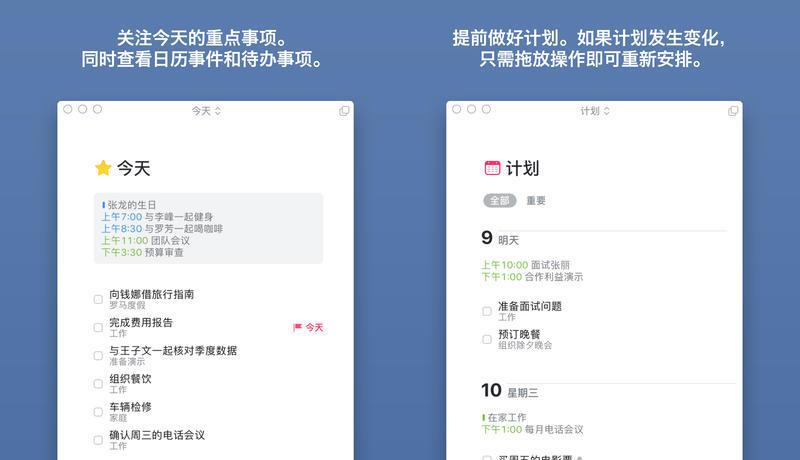 关注今天的重点事项。
同时查看日历事件和待办事项。
今天
今天
张龙的生日
上午7:00 与李峰一起健身
上午8:30 与罗芳一起喝咖啡
上午11:00 团队会议
下午3:30 预算审查
向钱娜借旅行指南
罗马度假
完成费用报告
工作
今天
与王子文一起核对季度数据
准备演示
组织餐饮
工作
车辆检修
家庭
确认周三的电话会议
工作
提前做好计划。如果计划发生变化，
只需拖放操作即可重新安排。
计划
计划
全部 重要
9 明天
上午10:00 面试张丽
下午1:00 合作利益演示
准备面试问题
工作
预订晚餐
组织除夕晚会
10 星期三
在家工作
下午1:00 每月电话会议
买周五的电影票